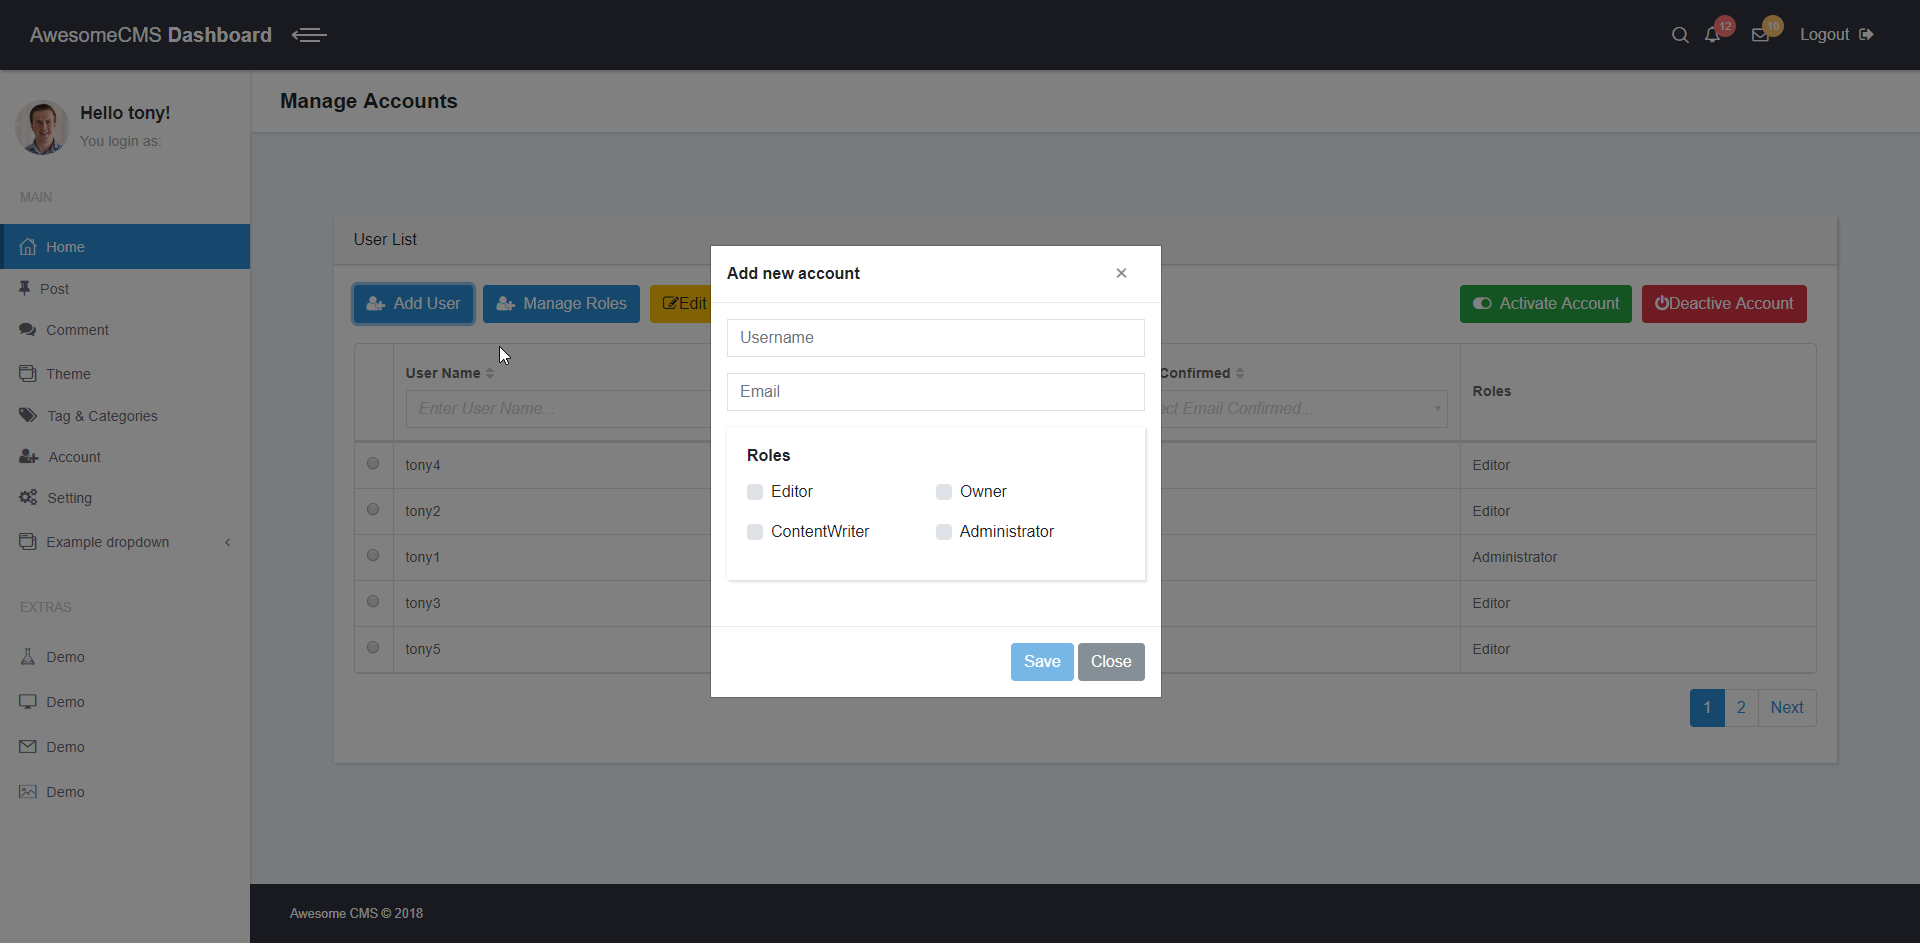 AwesomeCMS Dashboard
12
10
Logout
Hello tony!
You login as:
Manage Accounts
MAIN
Home
Post
Comment
Theme
Tag & Categories
Account
Setting
Example dropdown
EXTRAS
Demo
Demo
Demo
Demo
User List
Add User
Manage Roles
Edit
Activate Account
Deactive Account
User Name
Confirmed
Roles
Enter User Name...
ct Email Confirmed...
tony4
Editor
tony2
Editor
tony1
Administrator
tony3
Editor
tony5
Editor
1
2
Next
Add new account
×
Username
Email
Roles
Editor
Owner
ContentWriter
Administrator
Save
Close
Awesome CMS © 2018